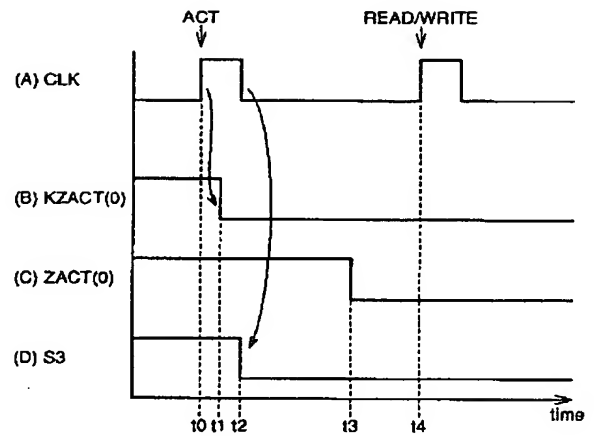 ACT READ/WRITE
(A) CLK
(B) KZACT(0)
(C) ZACT(0)
(D) S3
t0 t1 t2 t3 t4 time